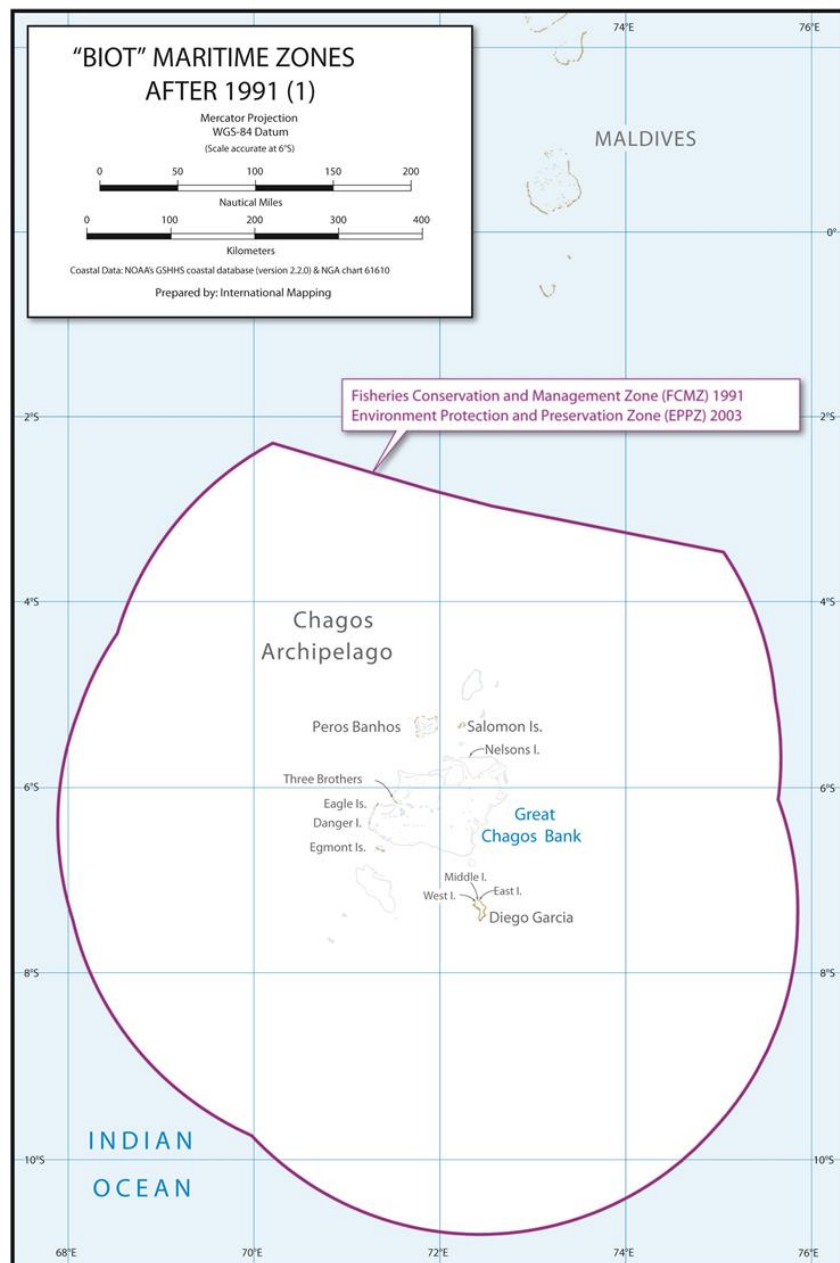 “BIOT” MARITIME ZONES
AFTER 1991 (1)
Mercator Projection
WGS-84 Datum
(Scale accurate at 6°S)
0 50 100 150 200
Nautical Miles
0 100 200 300 400
Kilometers
Coastal Data: NOAA's GSHHS coastal database (version 2.2.0) & NGA chart 61610
Prepared by: International Mapping
74°E 76°E
MALDIVES
0°
Fisheries Conservation and Management Zone (FCMZ) 1991
Environment Protection and Preservation Zone (EPPZ) 2003
2°S 2°S
4°S 4°S
Chagos
Archipelago
Peros Banhos
Salomon Is.
Nelsons I.
Three Brothers
6°S 6°S
Eagle Is.
Danger I.
Egmont Is.
Great
Chagos Bank
Middle I.
West I.
East I.
Diego Garcia
8°S 8°S
INDIAN
OCEAN
10°S 10°S
68°E 70°E 72°E 74°E 76°E